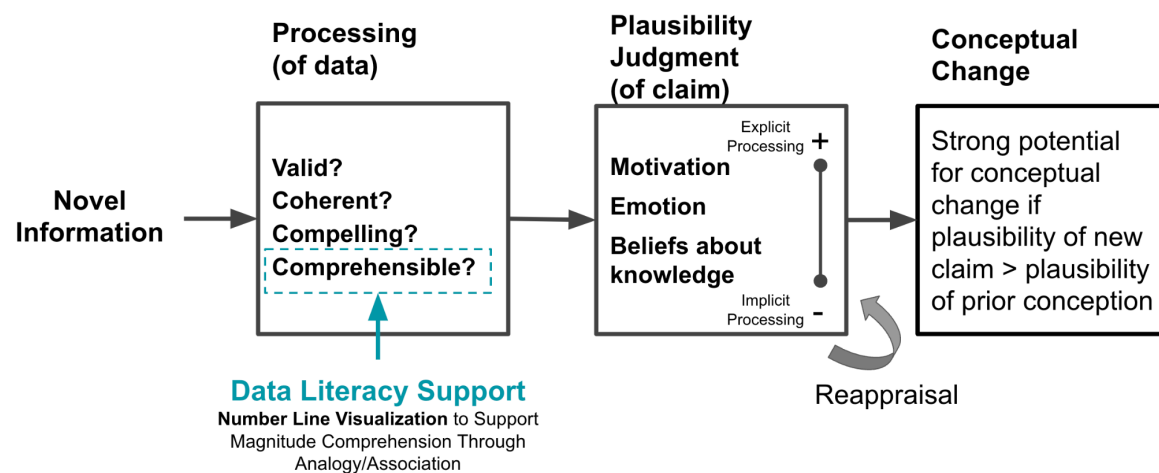 Processing
(of data)
Plausibility
Judgment
(of claim)
Conceptual
Change
Novel
Information
Valid?
Coherent?
Compelling?
Comprehensible?
Explicit
Processing +
Motivation
Emotion
Beliefs about
knowledge
Implicit
Processing -
Strong potential
for conceptual
change if
plausibility of new
claim > plausibility
of prior conception
Reappraisal
Data Literacy Support
Number Line Visualization to Support
Magnitude Comprehension Through
Analogy/Association